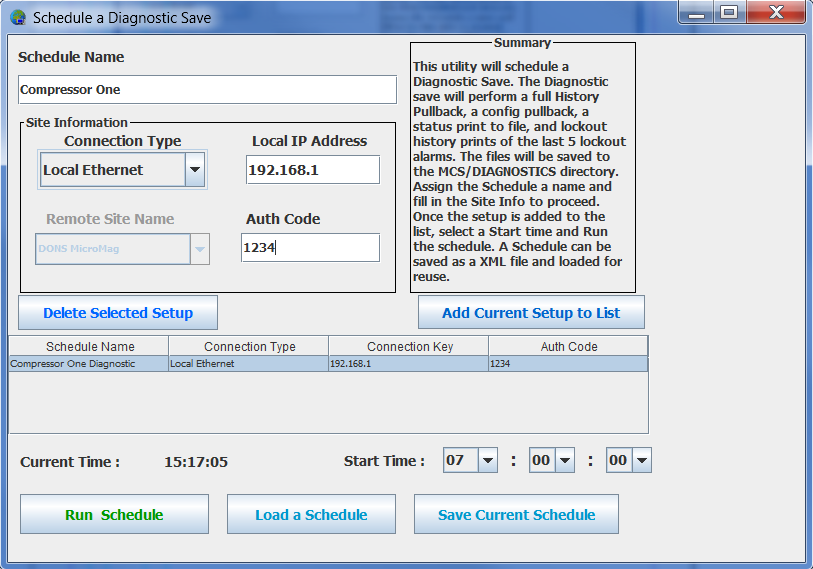 Schedule a Diagnostic Save
Schedule Name
Compressor One
Site Information
Connection Type
Local IP Address
Local Ethernet
192.168.1
Remote Site Name
Auth Code
DONS MicroMag
1234
Summary
This utility will schedule a
Diagnostic Save. The Diagnostic
save will perform a full History
Pullback, a config pullback, a
status print to file, and lockout
history prints of the last 5 lockout
alarms. The files will be saved to
the MCS/DIAGNOSTICS directory.
Assign the Schedule a name and
fill in the Site Info to proceed.
Once the setup is added to the
list, select a Start time and Run
the schedule. A Schedule can be
saved as a XML file and loaded for
reuse.
Delete Selected Setup
Add Current Setup to List
Schedule Name Connection Type Connection Key Auth Code
Compressor One Diagnostic Local Ethernet 192.168.1 1234
Current Time : 15:17:05 Start Time : 07 : 00 : 00
Run Schedule Load a Schedule Save Current Schedule